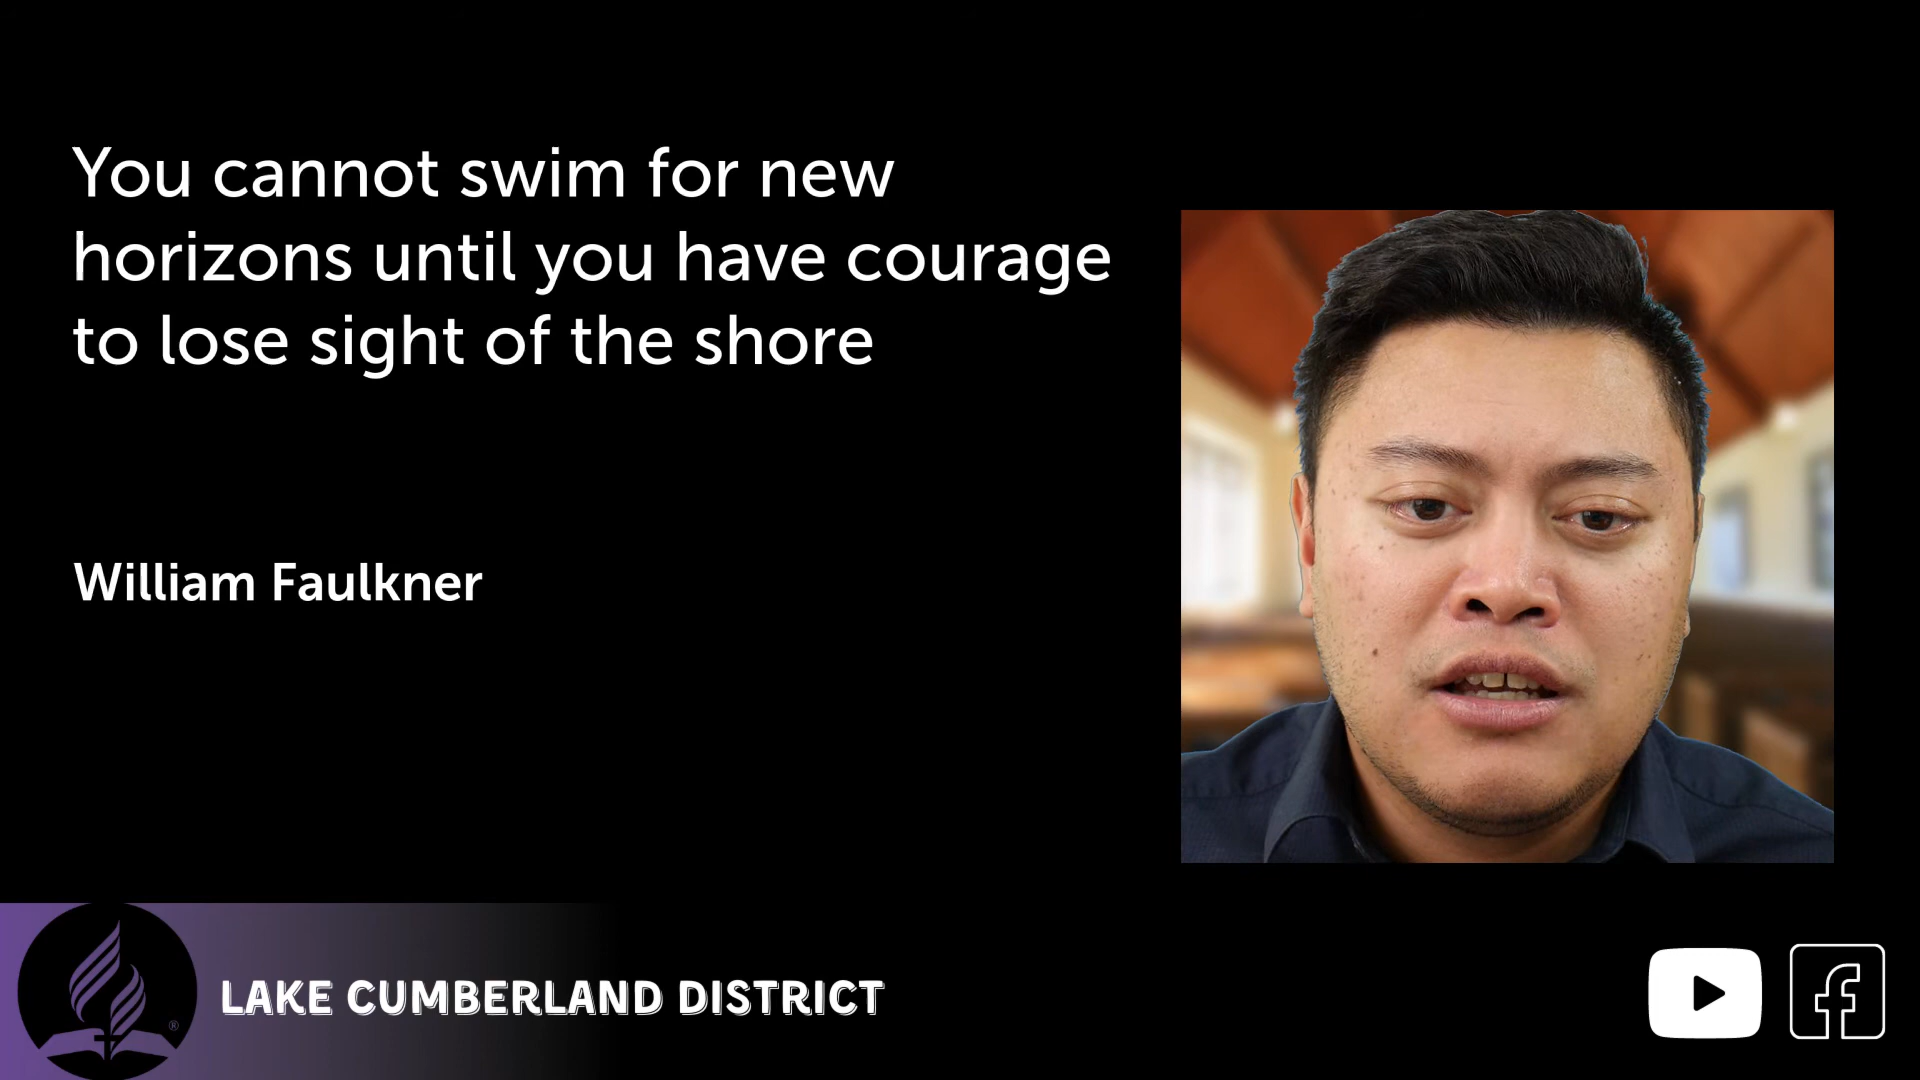 You cannot swim for new
horizons until you have courage
to lose sight of the shore
William Faulkner
LAKE CUMBERLAND DISTRICT
®